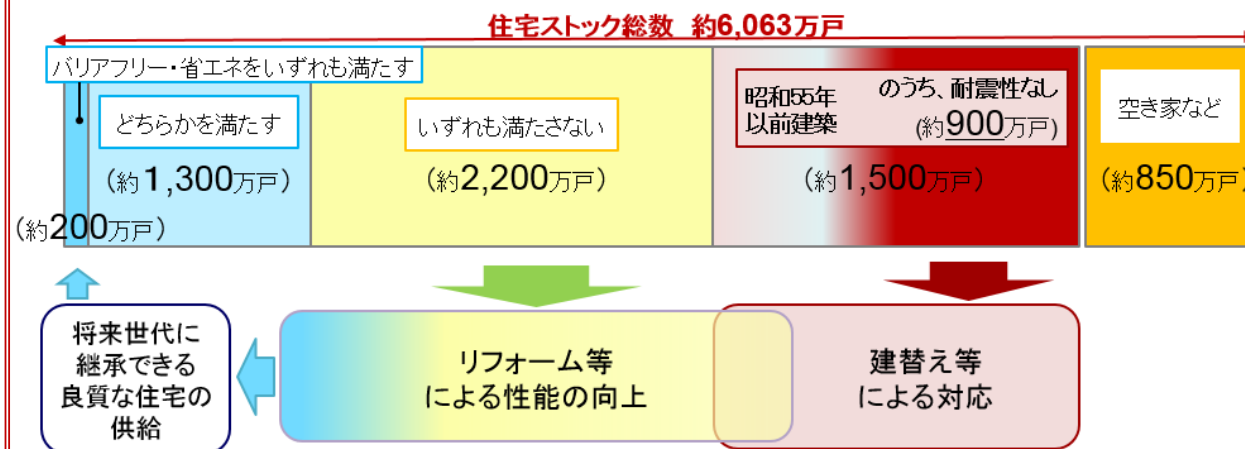 住宅ストック総数 約6,063万戸
バリアフリー・省エネをいずれも満たす
どちらかを満たす
(約1,300万戸)
(約200万戸)
いずれも満たさない
(約2,200万戸)
昭和55年
以前建築
のうち、耐震性なし
(約900万戸)
(約1,500万戸)
空き家など
(約850万戸)
将来世代に
継承できる
良質な住宅の
供給
リフォーム等
による性能の向上
建替え等
による対応